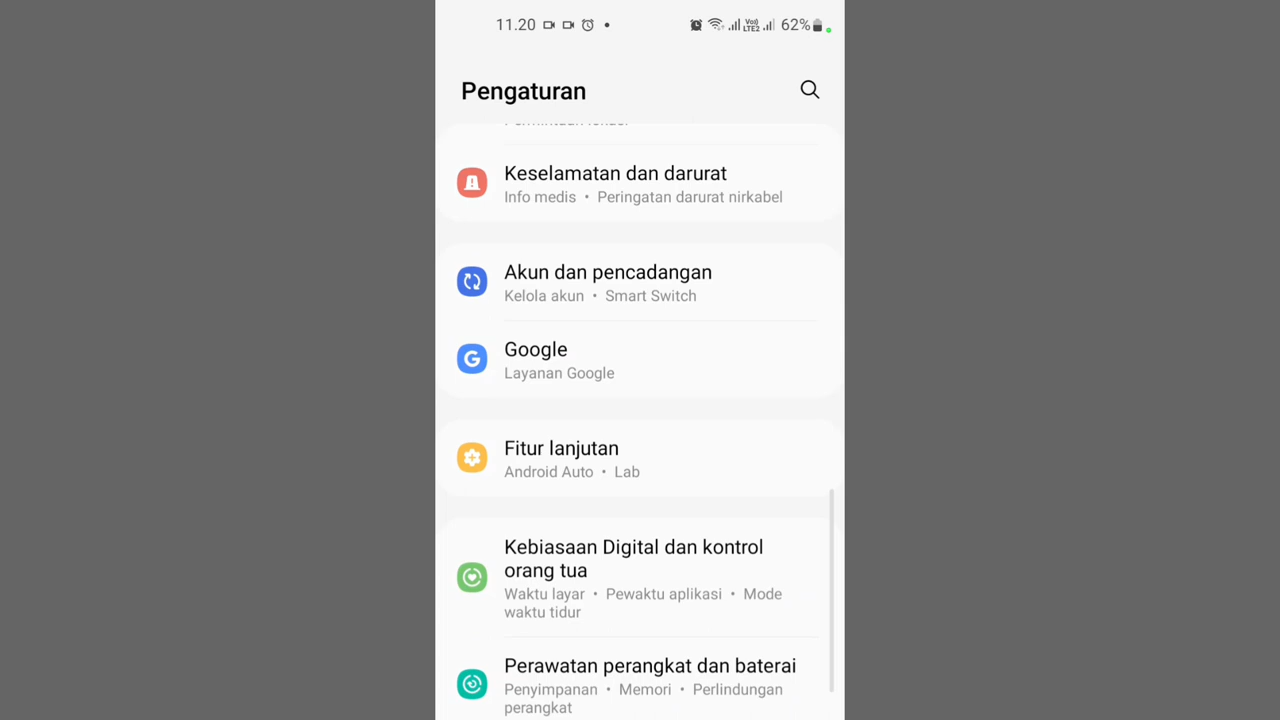 11.20 Vo) LTE2 62%
Pengaturan
Keselamatan dan darurat
Info medis • Peringatan darurat nirkabel
Akun dan pencadangan
Kelola akun • Smart Switch
Google
Layanan Google
Fitur lanjutan
Android Auto • Lab
Kebiasaan Digital dan kontrol
orang tua
Waktu layar • Pewaktu aplikasi • Mode
waktu tidur
Perawatan perangkat dan baterai
Penyimpanan • Memori • Perlindungan
perangkat